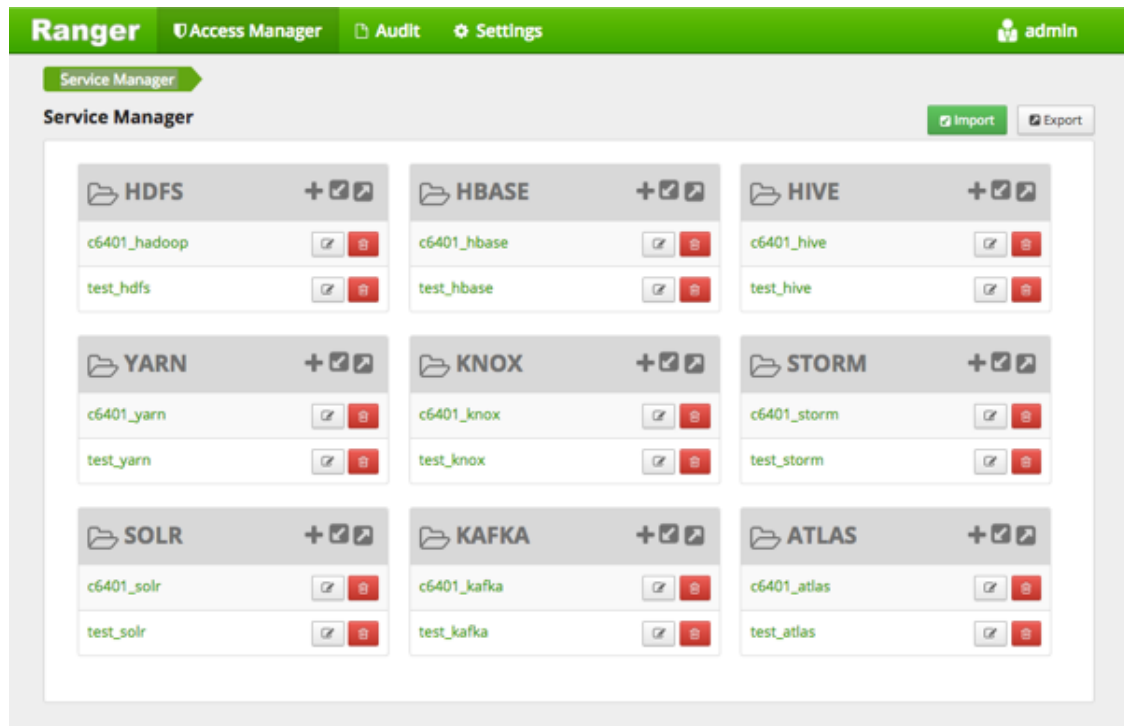 Ranger Access Manager Audit Settings admin
Service Manager
Service Manager Import Export
HDFS HBASE HIVE
c6401_hadoop c6401_hbase c6401_hive
test_hdfs test_hbase test_hive
YARN KNOX STORM
c6401_yarn c6401_knox c6401_storm
test_yarn test_knox test_storm
SOLR KAFKA ATLAS
c6401_solr c6401_kafka c6401_atlas
test_solr test_kafka test_atlas